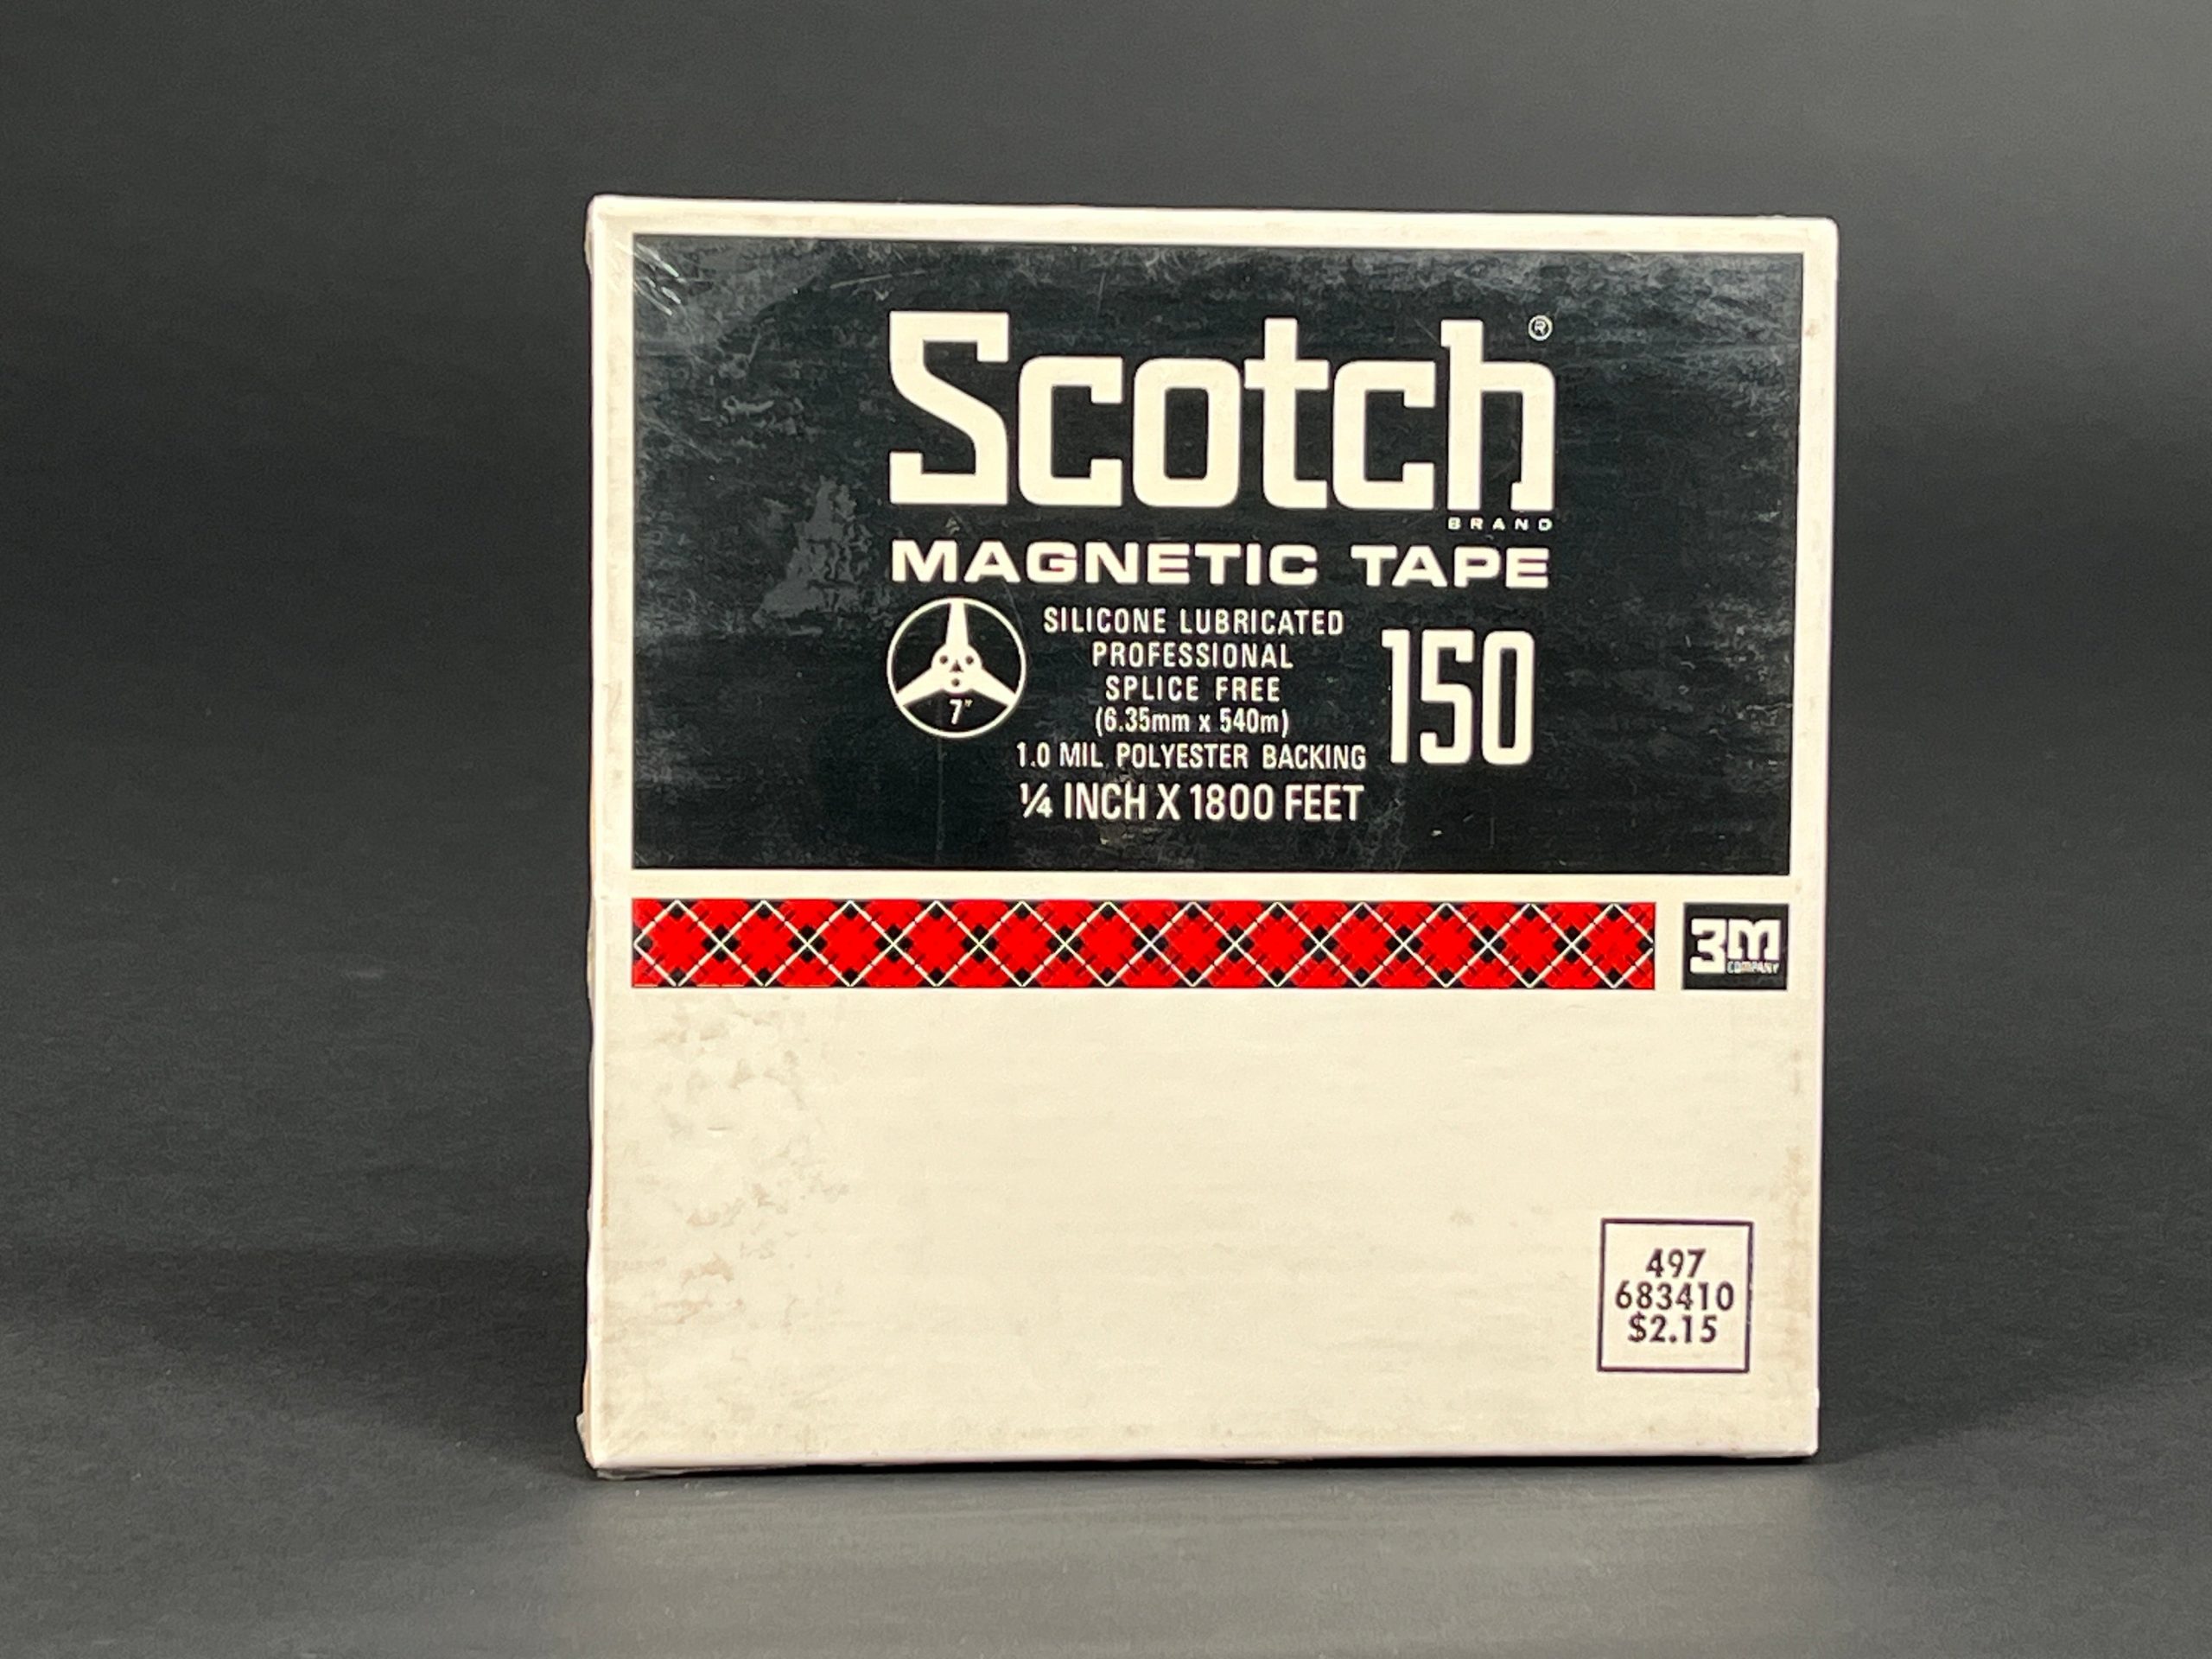 Scotch®
BRAND
MAGNETIC TAPE
SILICONE LUBRICATED
PROFESSIONAL
SPLICE FREE
(6.35mm x 540m)
1.0 MIL POLYESTER BACKING
7"
150
¼ INCH X 1800 FEET
3M
COMPANY
497
683410
$2.15